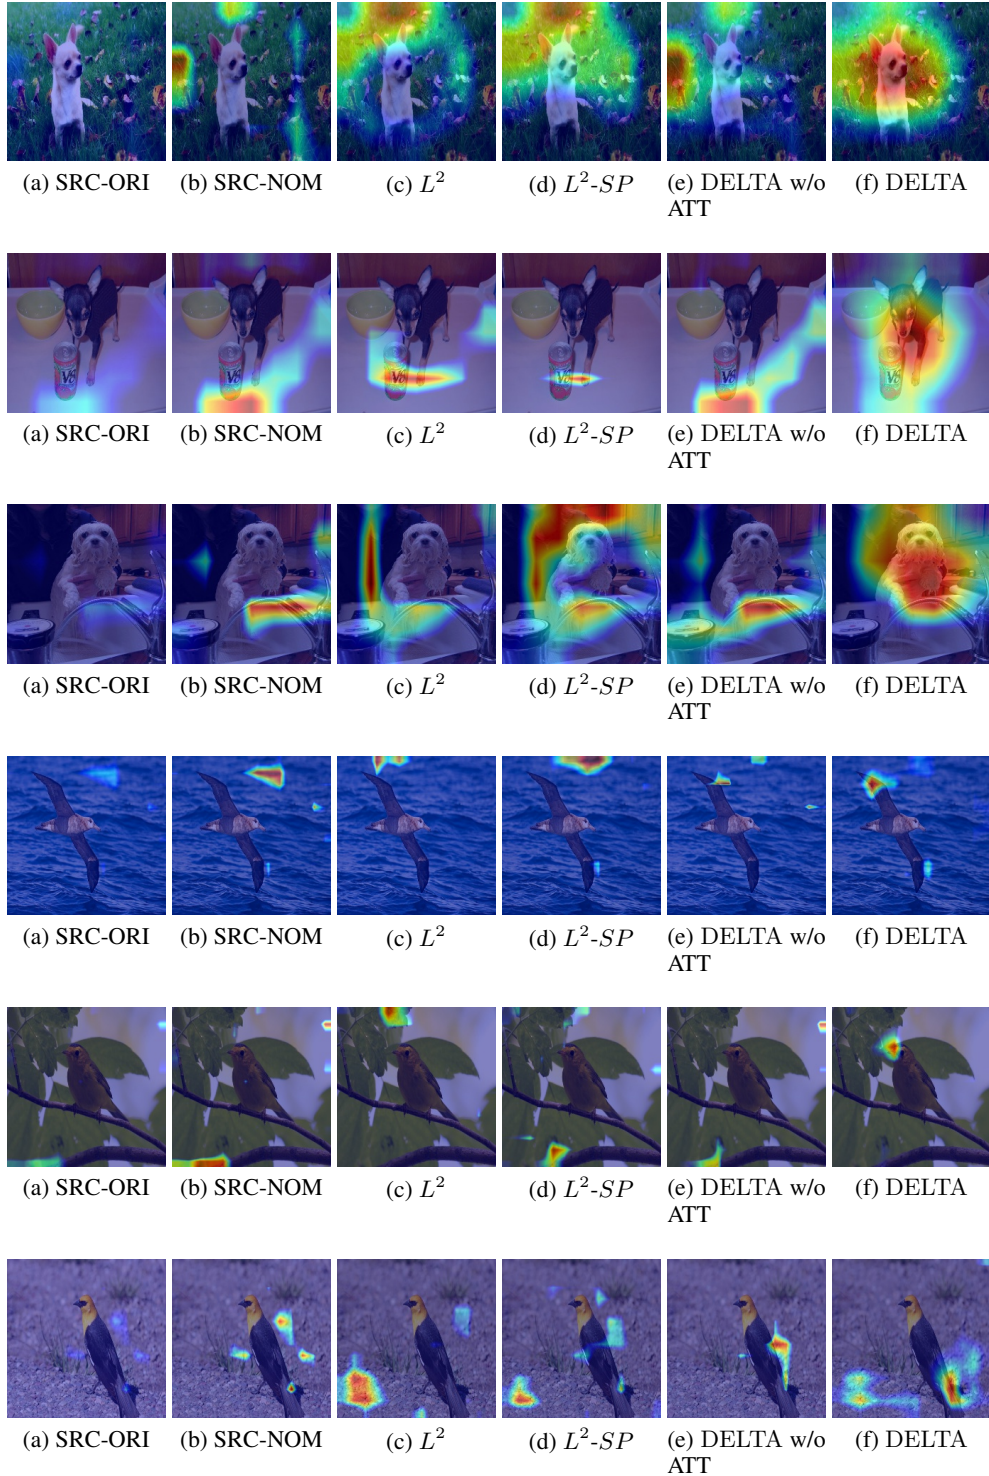 (a) SRC-ORI (b) SRC-NOM (c) L² (d) L²-SP (e) DELTA w/o ATT (f) DELTA
V8
(a) SRC-ORI (b) SRC-NOM (c) L² (d) L²-SP (e) DELTA w/o ATT (f) DELTA
(a) SRC-ORI (b) SRC-NOM (c) L² (d) L²-SP (e) DELTA w/o ATT (f) DELTA
(a) SRC-ORI (b) SRC-NOM (c) L² (d) L²-SP (e) DELTA w/o ATT (f) DELTA
(a) SRC-ORI (b) SRC-NOM (c) L² (d) L²-SP (e) DELTA w/o ATT (f) DELTA
(a) SRC-ORI (b) SRC-NOM (c) L² (d) L²-SP (e) DELTA w/o ATT (f) DELTA